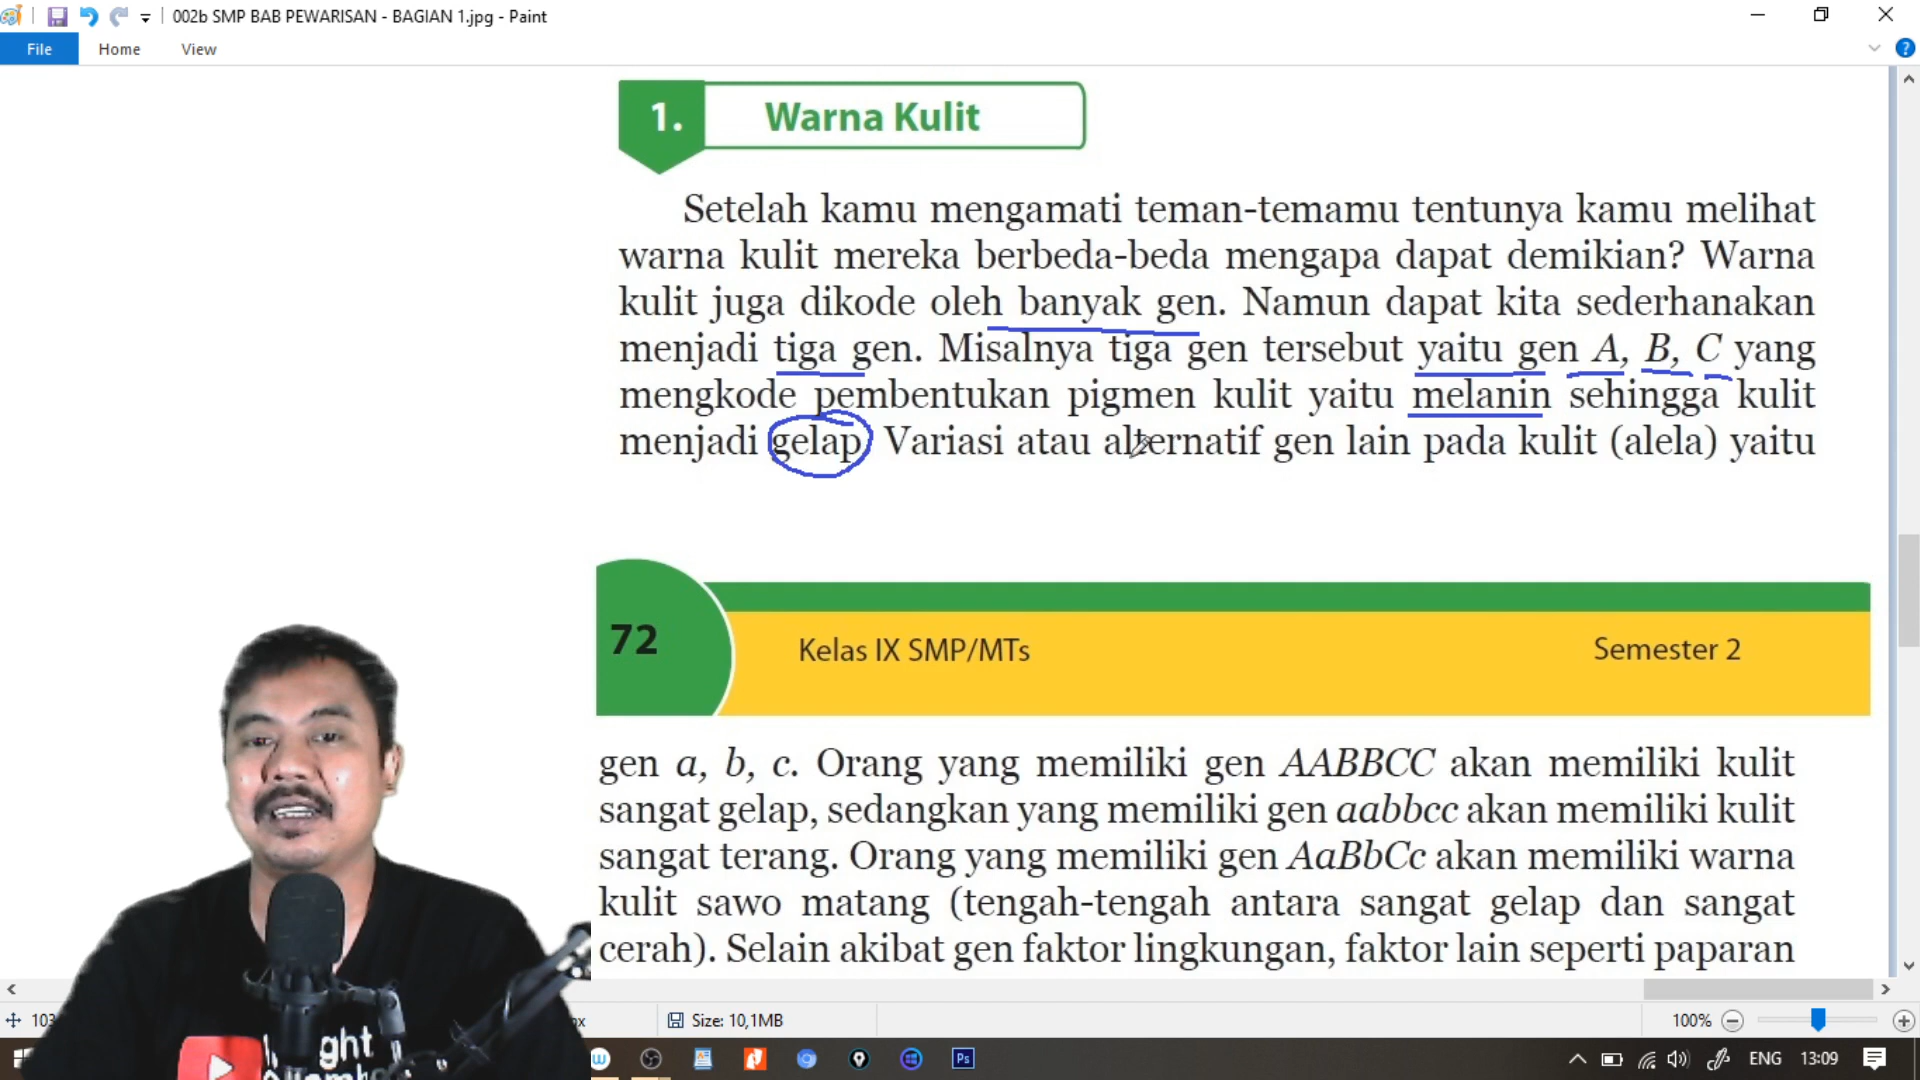 002b SMP BAB PEWARISAN - BAGIAN 1.jpg - Paint
File Home View
1. Warna Kulit
Setelah kamu mengamati teman-temamu tentunya kamu melihat
warna kulit mereka berbeda-beda mengapa dapat demikian? Warna
kulit juga dikode oleh banyak gen. Namun dapat kita sederhanakan
menjadi tiga gen. Misalnya tiga gen tersebut yaitu gen A, B, C yang
mengkode pembentukan pigmen kulit yaitu melanin sehingga kulit
menjadi gelap Variasi atau alternatif gen lain pada kulit (alela) yaitu
72 Kelas IX SMP/MTs Semester 2
gen a, b, c. Orang yang memiliki gen AABBCC akan memiliki kulit
sangat gelap, sedangkan yang memiliki gen aabbcc akan memiliki kulit
sangat terang. Orang yang memiliki gen AaBbCc akan memiliki warna
kulit sawo matang (tengah-tengah antara sangat gelap dan sangat
cerah). Selain akibat gen faktor lingkungan, faktor lain seperti paparan
103 Size: 10,1MB 100%
ght
Ps ENG 13:09